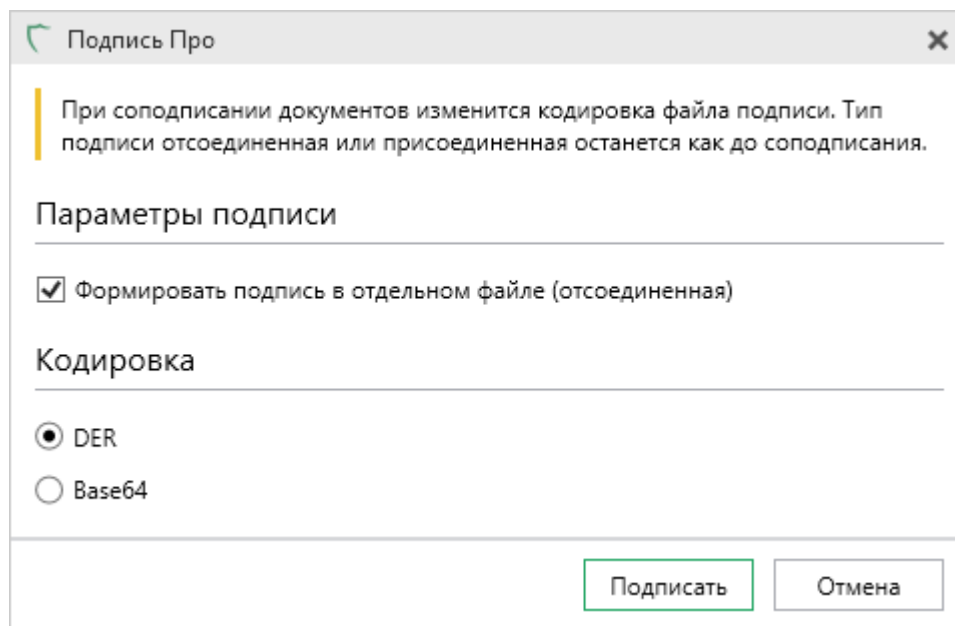 Подпись Про
При соподписании документов изменится кодировка файла подписи. Тип
подписи отсоединенная или присоединенная останется как до соподписания.
Параметры подписи
Формировать подпись в отдельном файле (отсоединенная)
Кодировка
DER
Base64
Подписать
Отмена